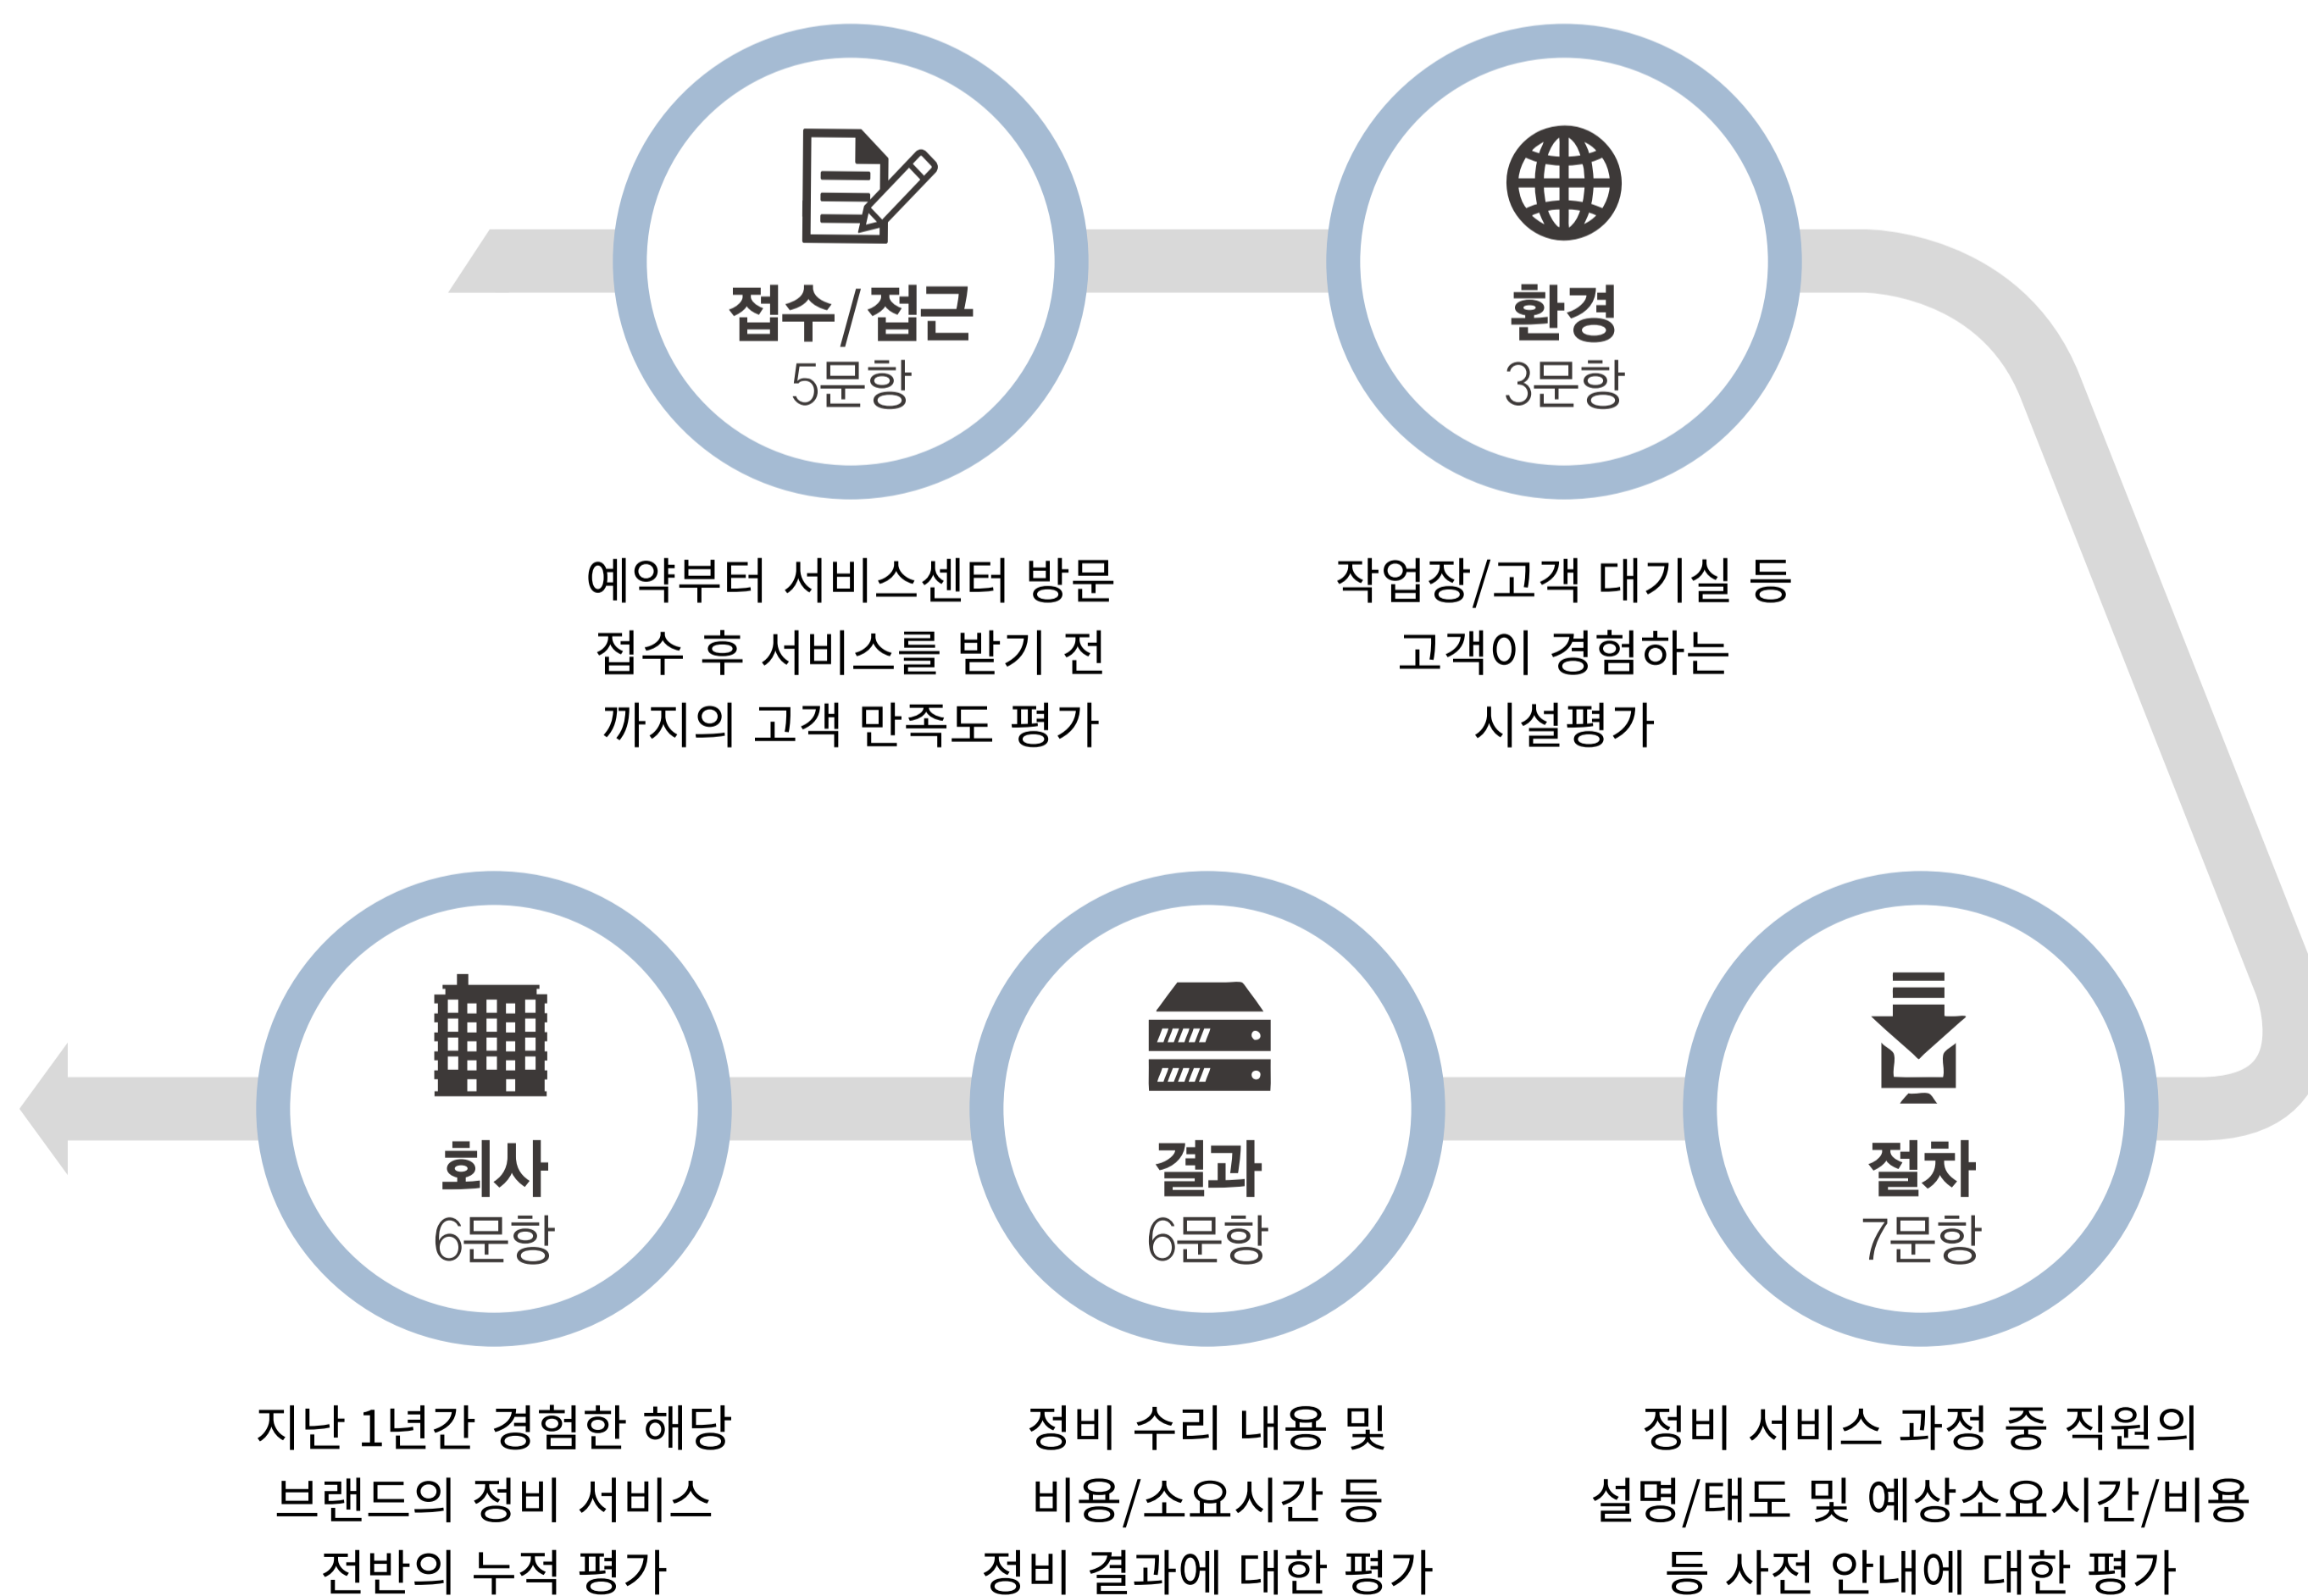 접수/접근
5문항
예약부터 서비스센터 방문
접수 후 서비스를 받기 전
까지의 고객 만족도 평가
환경
3문항
작업장/고객 대기실 등
고객이 경험하는
시설평가
절차
7문항
정비 서비스 과정 중 직원의
설명/태도 및 예상소요시간/비용
등 사전 안내에 대한 평가
결과
6문항
정비 수리 내용 및
비용/소요시간 등
정비 결과에 대한 평가
회사
6문항
지난 1년간 경험한 해당
브랜드의 정비 서비스
전반의 누적 평가